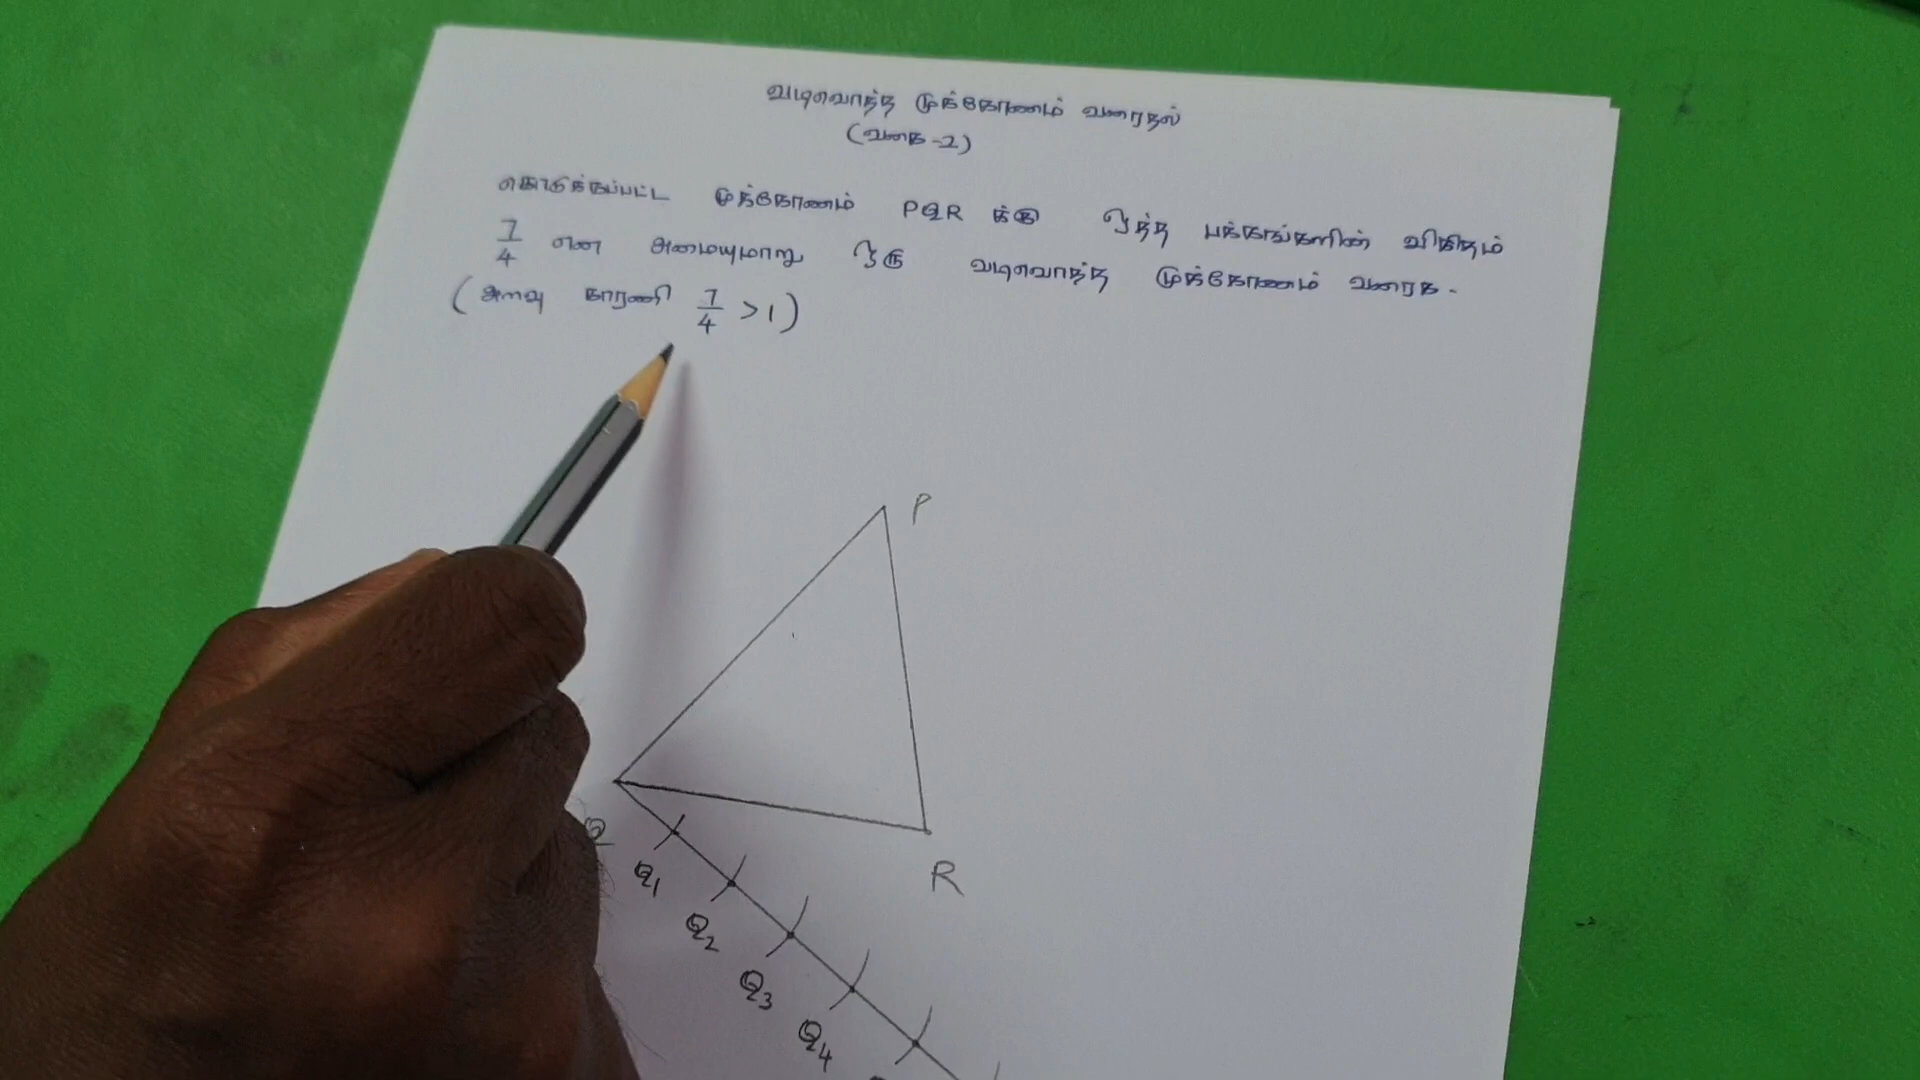 வடிவொத்த முக்கோணம் வரைதல்
(வகை-2)
கொடுக்கப்பட்ட முக்கோணம் PQR க்கு ஒத்த பக்கங்களின் விகிதம்
7/4 என அமையுமாறு ஒரு வடிவொத்த முக்கோணம் வரைக.
(அளவு காரணி 7/4 >1)
P
Q
R
Q1
Q2
Q3
Q4